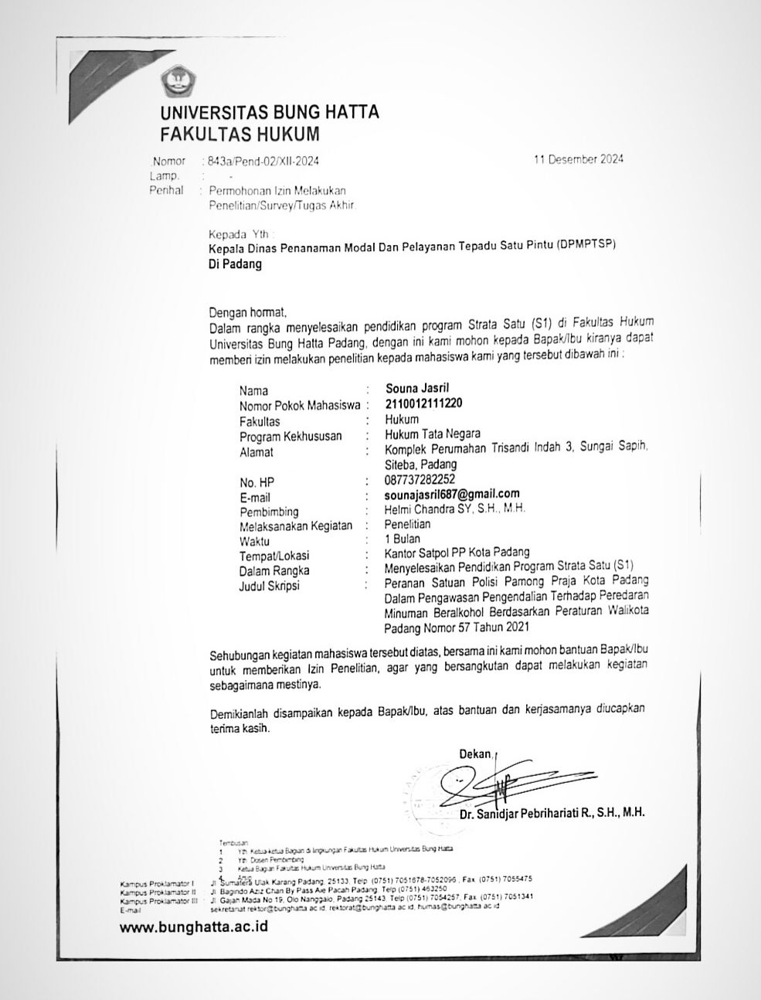 UNIVERSITAS BUNG HATTA
FAKULTAS HUKUM
Nomor : 843a/Pend-02/XII-2024 11 Desember 2024
Lamp. : -
Perihal : Permohonan Izin Melakukan
Penelitian/Survey/Tugas Akhir
Kepada Yth :
Kepala Dinas Penanaman Modal Dan Pelayanan Tepadu Satu Pintu (DPMPTSP)
Di Padang
Dengan hormat,
Dalam rangka menyelesaikan pendidikan program Strata Satu (S1) di Fakultas Hukum
Universitas Bung Hatta Padang, dengan ini kami mohon kepada Bapak/Ibu kiranya dapat
memberi izin melakukan penelitian kepada mahasiswa kami yang tersebut dibawah ini :
Nama : Souna Jasril
Nomor Pokok Mahasiswa : 2110012111220
Fakultas : Hukum
Program Kekhususan : Hukum Tata Negara
Alamat : Komplek Perumahan Trisandi Indah 3, Sungai Sapih,
Siteba, Padang
No. HP : 087737282252
E-mail : sounajasril687@gmail.com
Pembimbing : Helmi Chandra SY, S.H., M.H.
Melaksanakan Kegiatan : Penelitian
Waktu : 1 Bulan
Tempat/Lokasi : Kantor Satpol PP Kota Padang
Dalam Rangka : Menyelesaikan Pendidikan Program Strata Satu (S1)
Judul Skripsi : Peranan Satuan Polisi Pamong Praja Kota Padang
Dalam Pengawasan Pengendalian Terhadap Peredaran
Minuman Beralkohol Berdasarkan Peraturan Walikota
Padang Nomor 57 Tahun 2021
Sehubungan kegiatan mahasiswa tersebut diatas, bersama ini kami mohon bantuan Bapak/Ibu
untuk memberikan Izin Penelitian, agar yang bersangkutan dapat melakukan kegiatan
sebagaimana mestinya.
Demikianlah disampaikan kepada Bapak/Ibu, atas bantuan dan kerjasamanya diucapkan
terima kasih.
Dekan,
Dr. Sanidjar Pebrihariati R., S.H., M.H.
Tembusan
1 Yth Ketua-ketua Bagian di lingkungan Fakultas Hukum Universitas Bung Hatta
2 Yth Dosen Pembimbing
3 Ketua Bagian Fakultas Hukum Universitas Bung Hatta
4.
Kampus Proklamator I : Jl Sumatera Ulak Karang Padang, 25133, Telp (0751) 7051678-7052096 , Fax (0751) 7055475
Kampus Proklamator II : Jl Bagindo Aziz Chan By Pass Aie Pacah Padang, Telp (0751) 463250
Kampus Proklamator III : Jl Gajah Mada No 19, Olo Nanggalo, Padang 25143, Telp (0751) 7054257, Fax (0751) 7051341
E-mail : sekretariat rektor@bunghatta ac id, rektorat@bunghatta ac id, humas@bunghatta ac id
www.bunghatta.ac.id